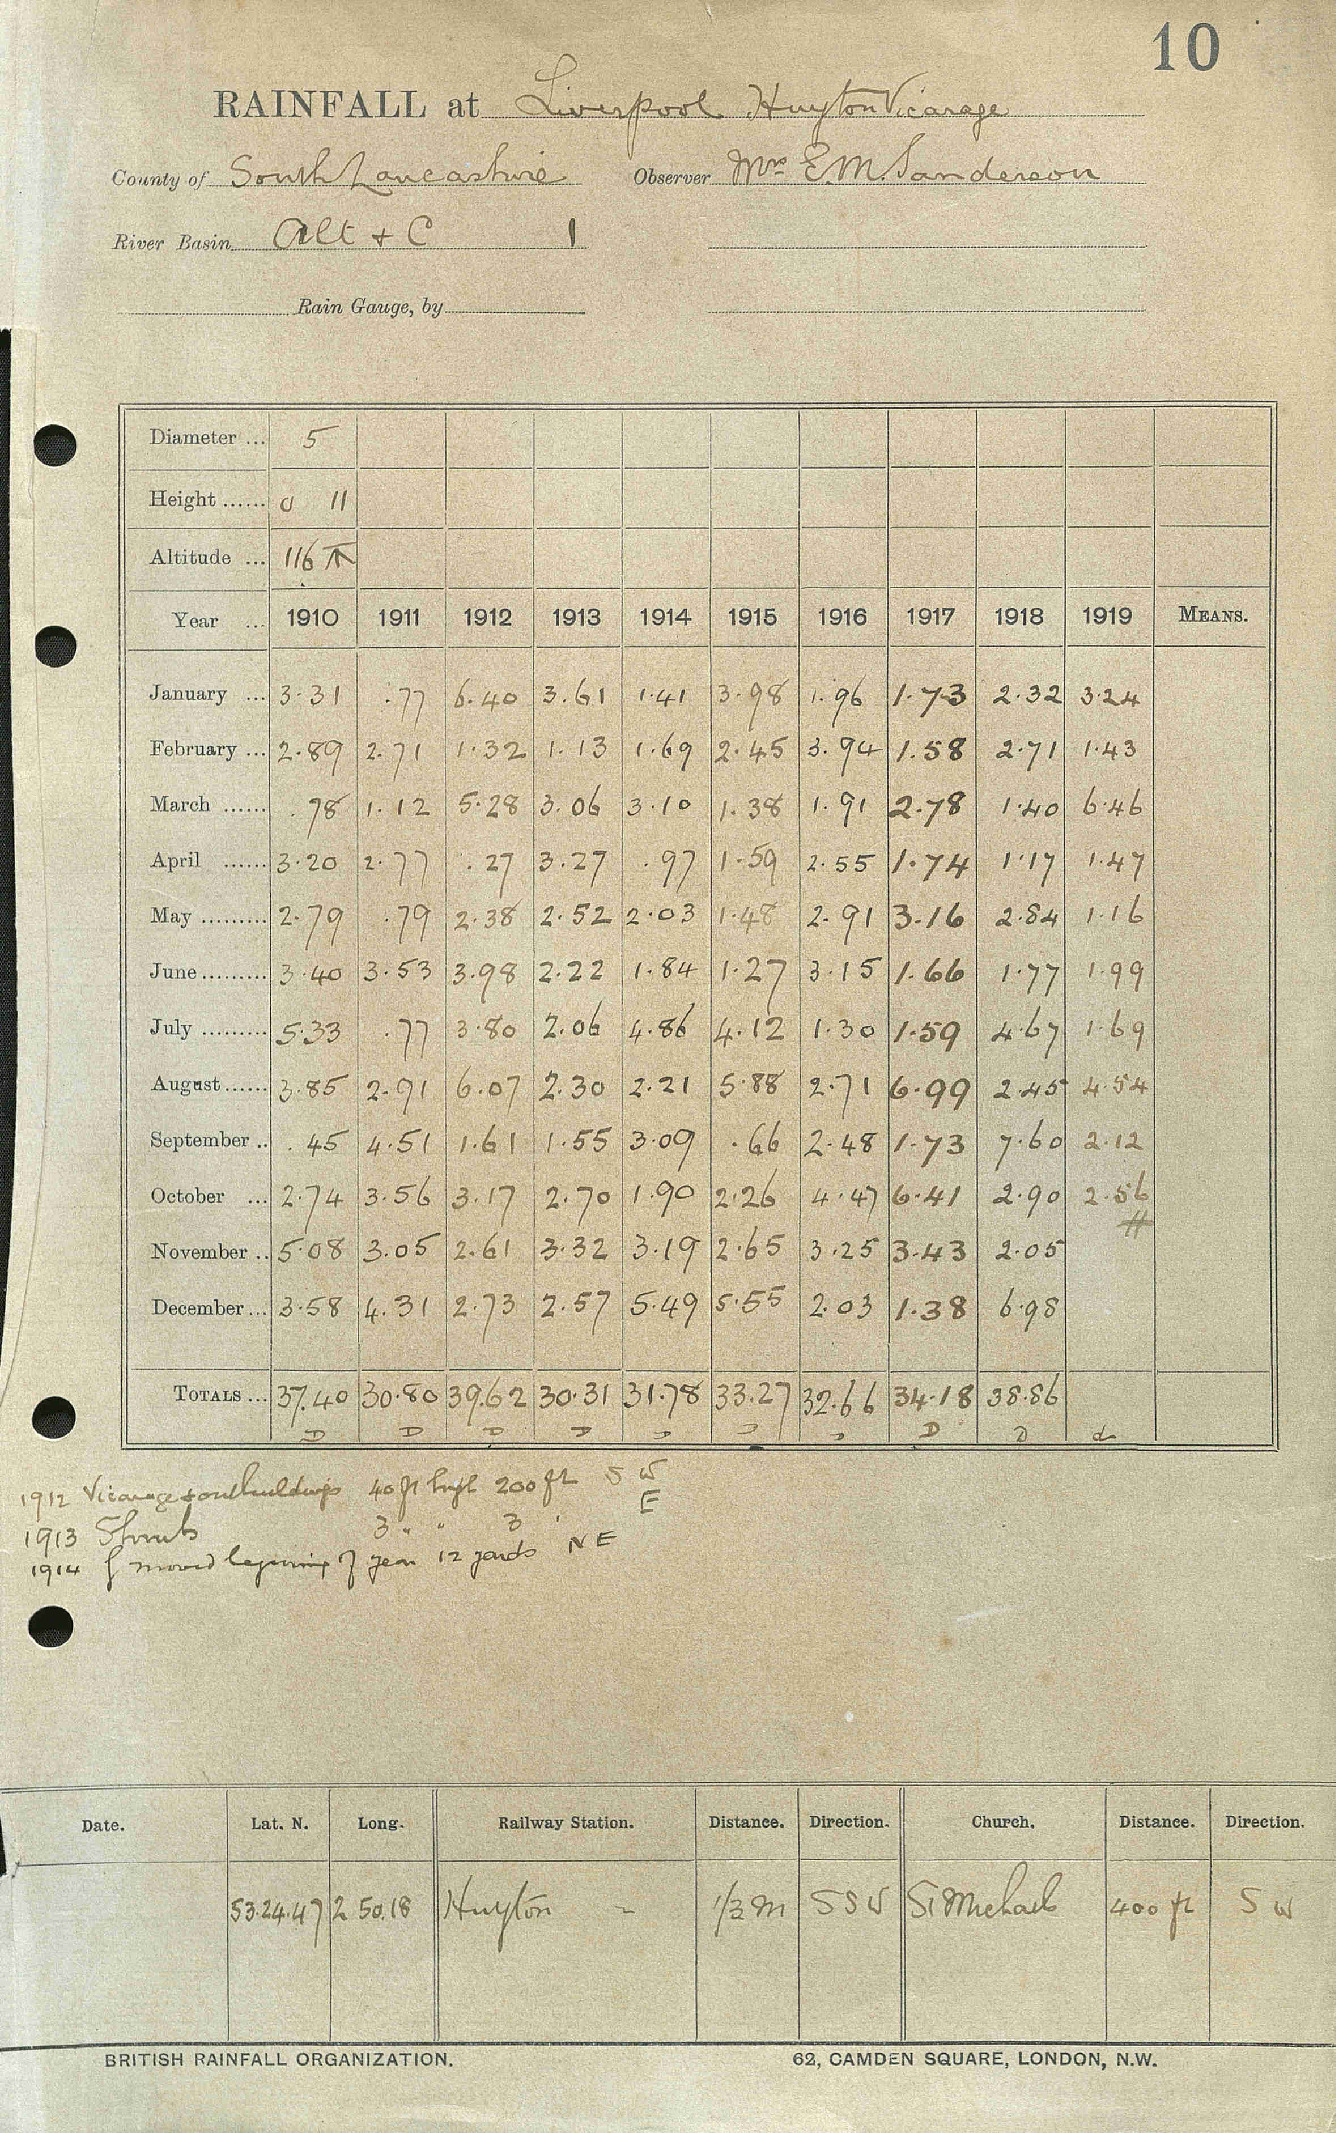 10
RAINFALL at Liverpool Huyton Vicarage
County of South Lancashire Observer Mrs E.M. Sanderson
River Basin Alt + C 1
Rain Gauge, by
Diameter ... 5
Height ...... 0 11
Altitude ... 116
Year ... 1910 1911 1912 1913 1914 1915 1916 1917 1918 1919 MEANS.
January ... 3.31 .77 6.40 3.61 1.41 3.98 1.96 1.73 2.32 3.24
February ... 2.89 2.71 1.32 1.13 1.69 2.45 3.94 1.58 2.71 1.43
March ...... .78 1.12 5.28 3.06 3.10 1.38 1.91 2.78 1.40 6.46
April ...... 3.20 2.77 .27 3.27 .97 1.59 2.55 1.74 1.17 1.47
May ......... 2.79 .79 2.38 2.52 2.03 1.48 2.91 3.16 2.84 1.16
June ......... 3.40 3.53 3.98 2.22 1.84 1.27 3.15 1.66 1.77 1.99
July ......... 5.33 .77 3.80 2.06 4.86 4.12 1.30 1.59 4.67 1.69
August ...... 3.85 2.91 6.07 2.30 2.21 5.88 2.71 6.99 2.45 4.54
September .. .45 4.51 1.61 1.55 3.09 .66 2.48 1.73 7.60 2.12
October ... 2.74 3.56 3.17 2.70 1.90 2.26 4.47 6.41 2.90 2.56
November .. 5.08 3.05 2.61 3.32 3.19 2.65 3.25 3.43 2.05
December ... 3.58 4.31 2.73 2.57 5.49 5.55 2.03 1.38 6.98
TOTALS ... 37.40 30.80 39.62 30.31 31.78 33.27 32.66 34.18 38.86
D D D D D D D D D d
1912 Vicarage + outbuildings 40 ft high 200 ft SW
E
1913 Shrubs 3 " " 3 '
1914 moved beginning of year 12 yards NE
Date. Lat. N. Long. Railway Station. Distance. Direction. Church. Distance. Direction.
53.24.47 2 50.18 Huyton - 1/3 m SSW St Michael 400 ft SW
BRITISH RAINFALL ORGANIZATION. 62, CAMDEN SQUARE, LONDON, N.W.